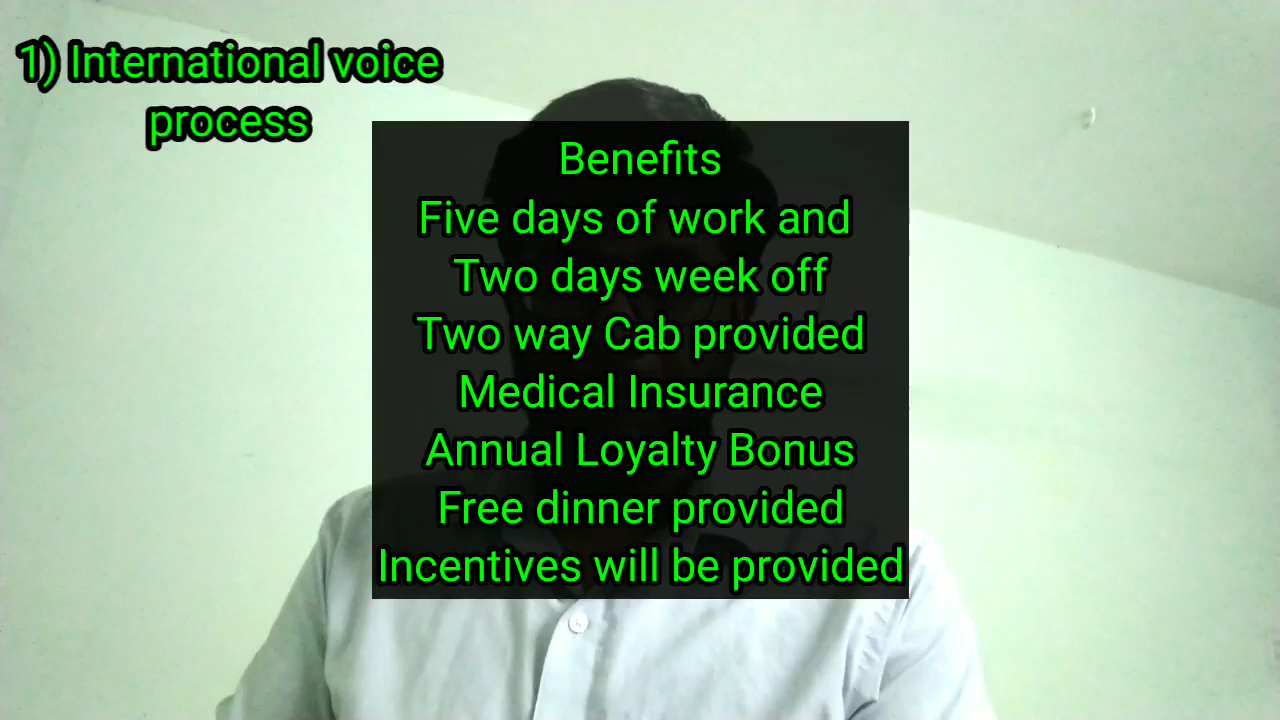 1) International voice
process
Benefits
Five days of work and
Two days week off
Two way Cab provided
Medical Insurance
Annual Loyalty Bonus
Free dinner provided
Incentives will be provided